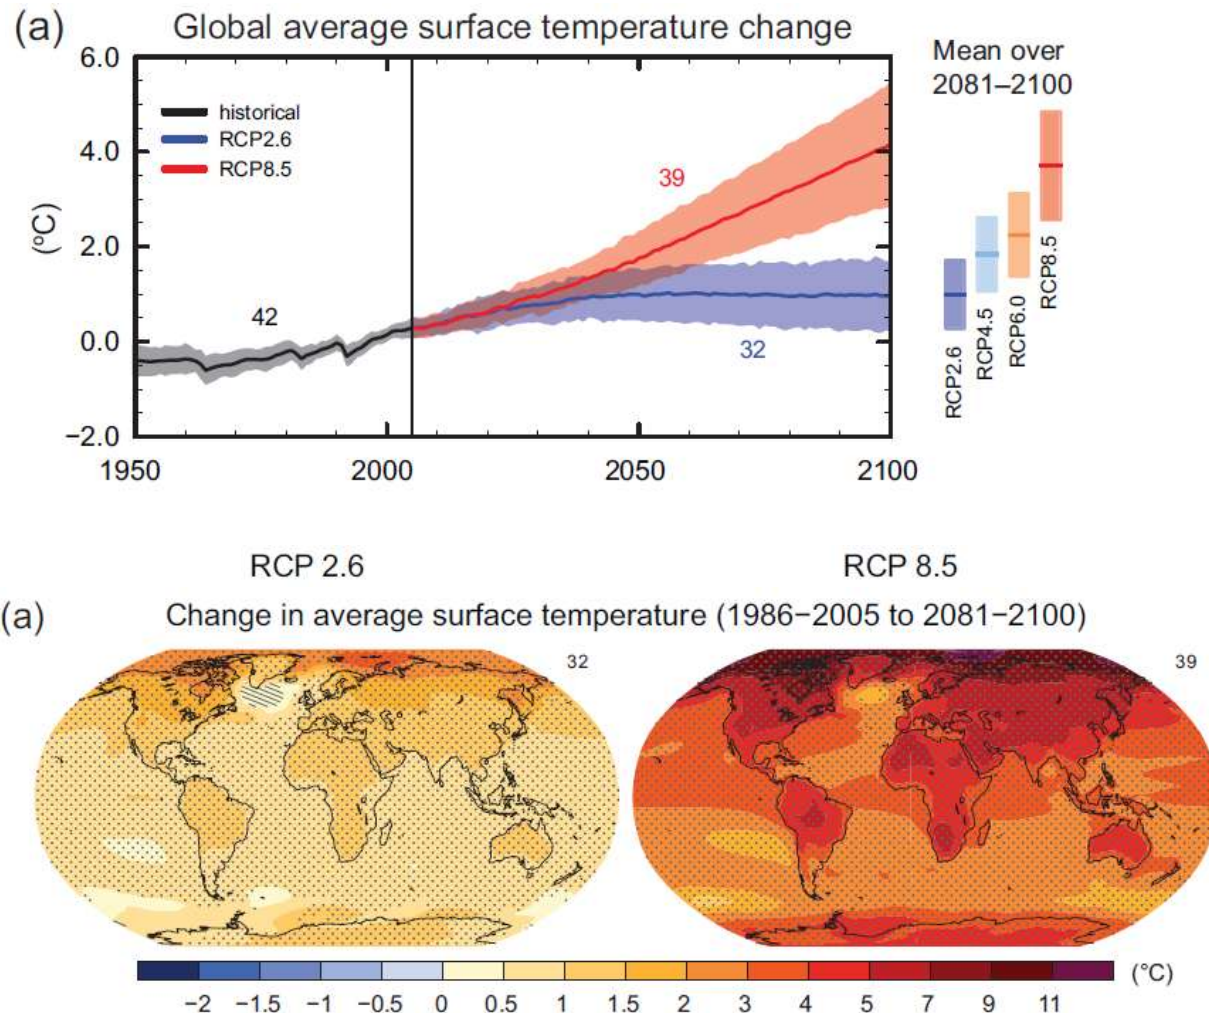 (a) Global average surface temperature change
Mean over
2081–2100
6.0
4.0
2.0
0.0
−2.0
(°C)
historical
RCP2.6
RCP8.5
42
39
32
1950
2000
2050
2100
RCP2.6
RCP4.5
RCP6.0
RCP8.5
RCP 2.6
RCP 8.5
(a) Change in average surface temperature (1986−2005 to 2081−2100)
32
39
−2 −1.5 −1 −0.5 0 0.5 1 1.5 2 3 4 5 7 9 11 (°C)